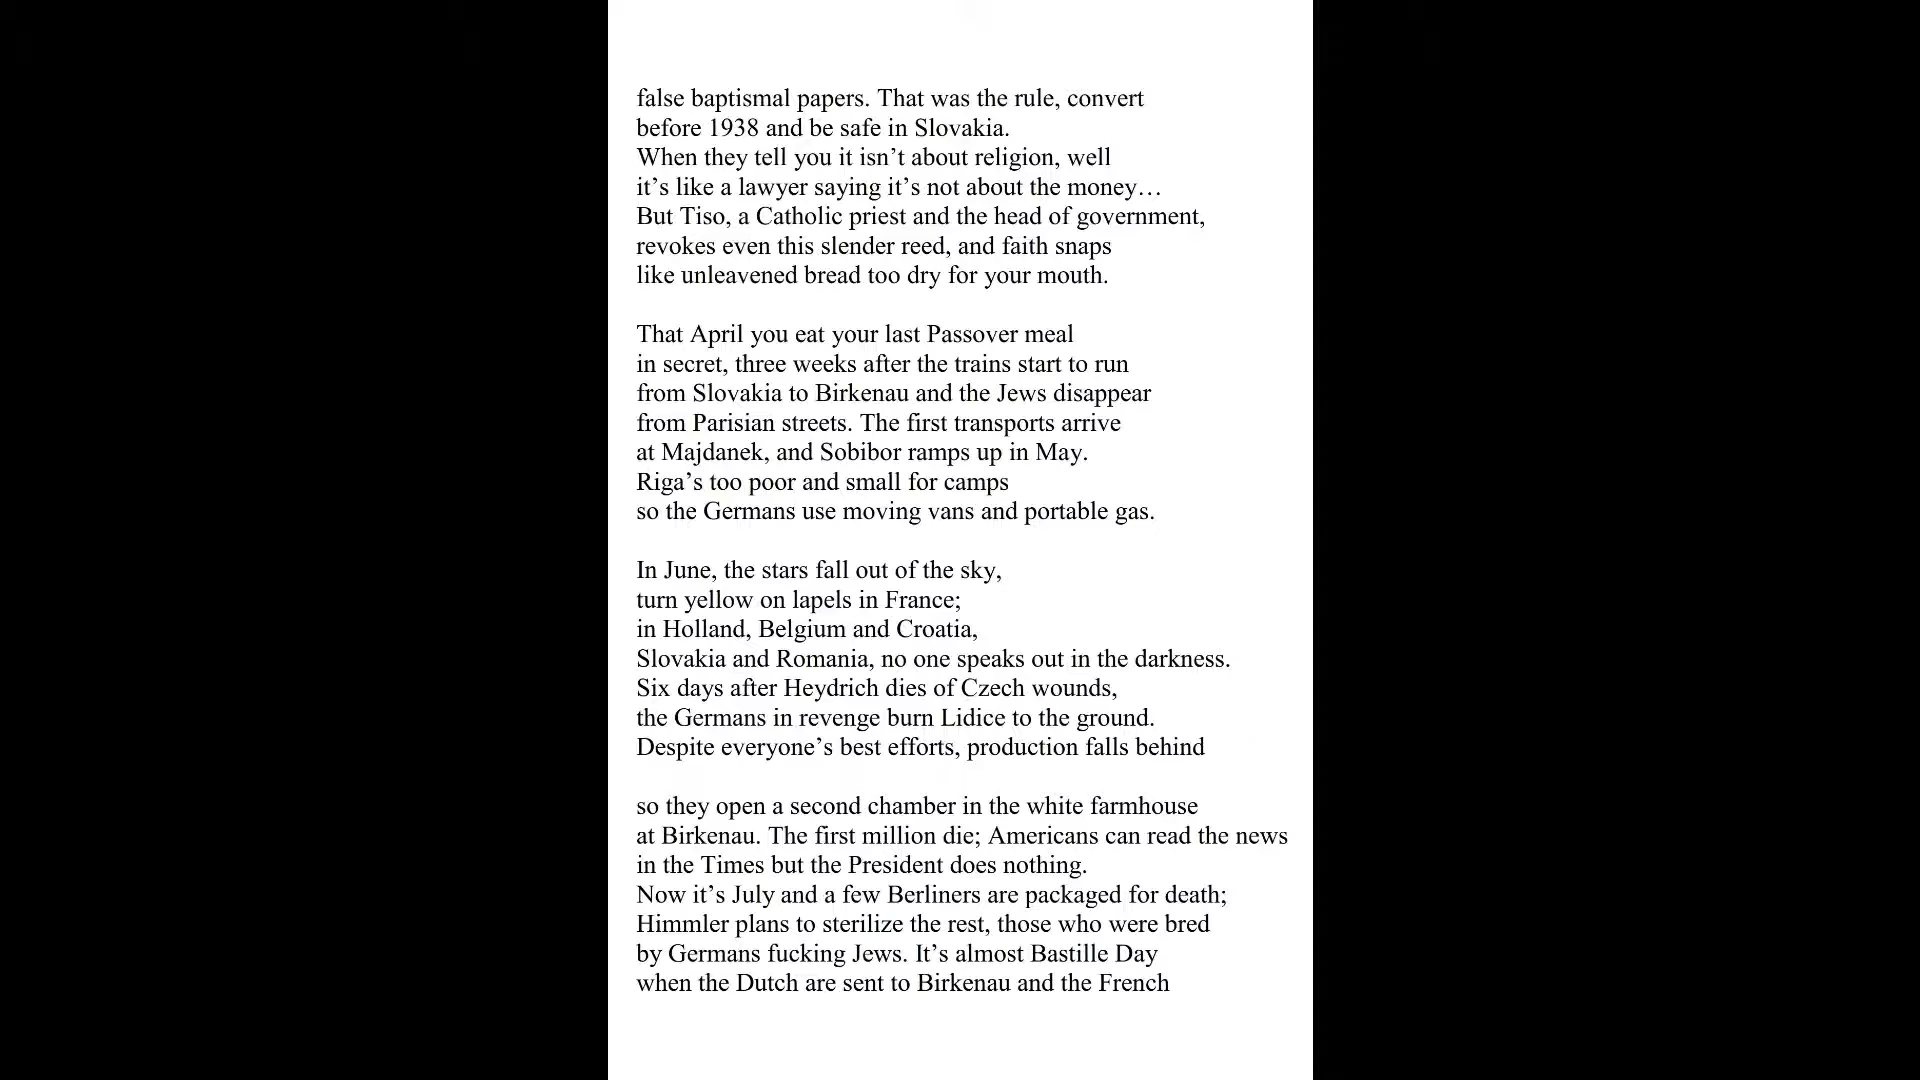 false baptismal papers. That was the rule, convert
before 1938 and be safe in Slovakia.
When they tell you it isn’t about religion, well
it’s like a lawyer saying it’s not about the money…
But Tiso, a Catholic priest and the head of government,
revokes even this slender reed, and faith snaps
like unleavened bread too dry for your mouth.

That April you eat your last Passover meal
in secret, three weeks after the trains start to run
from Slovakia to Birkenau and the Jews disappear
from Parisian streets. The first transports arrive
at Majdanek, and Sobibor ramps up in May.
Riga’s too poor and small for camps
so the Germans use moving vans and portable gas.

In June, the stars fall out of the sky,
turn yellow on lapels in France;
in Holland, Belgium and Croatia,
Slovakia and Romania, no one speaks out in the darkness.
Six days after Heydrich dies of Czech wounds,
the Germans in revenge burn Lidice to the ground.
Despite everyone’s best efforts, production falls behind

so they open a second chamber in the white farmhouse
at Birkenau. The first million die; Americans can read the news
in the Times but the President does nothing.
Now it’s July and a few Berliners are packaged for death;
Himmler plans to sterilize the rest, those who were bred
by Germans fucking Jews. It’s almost Bastille Day
when the Dutch are sent to Birkenau and the French